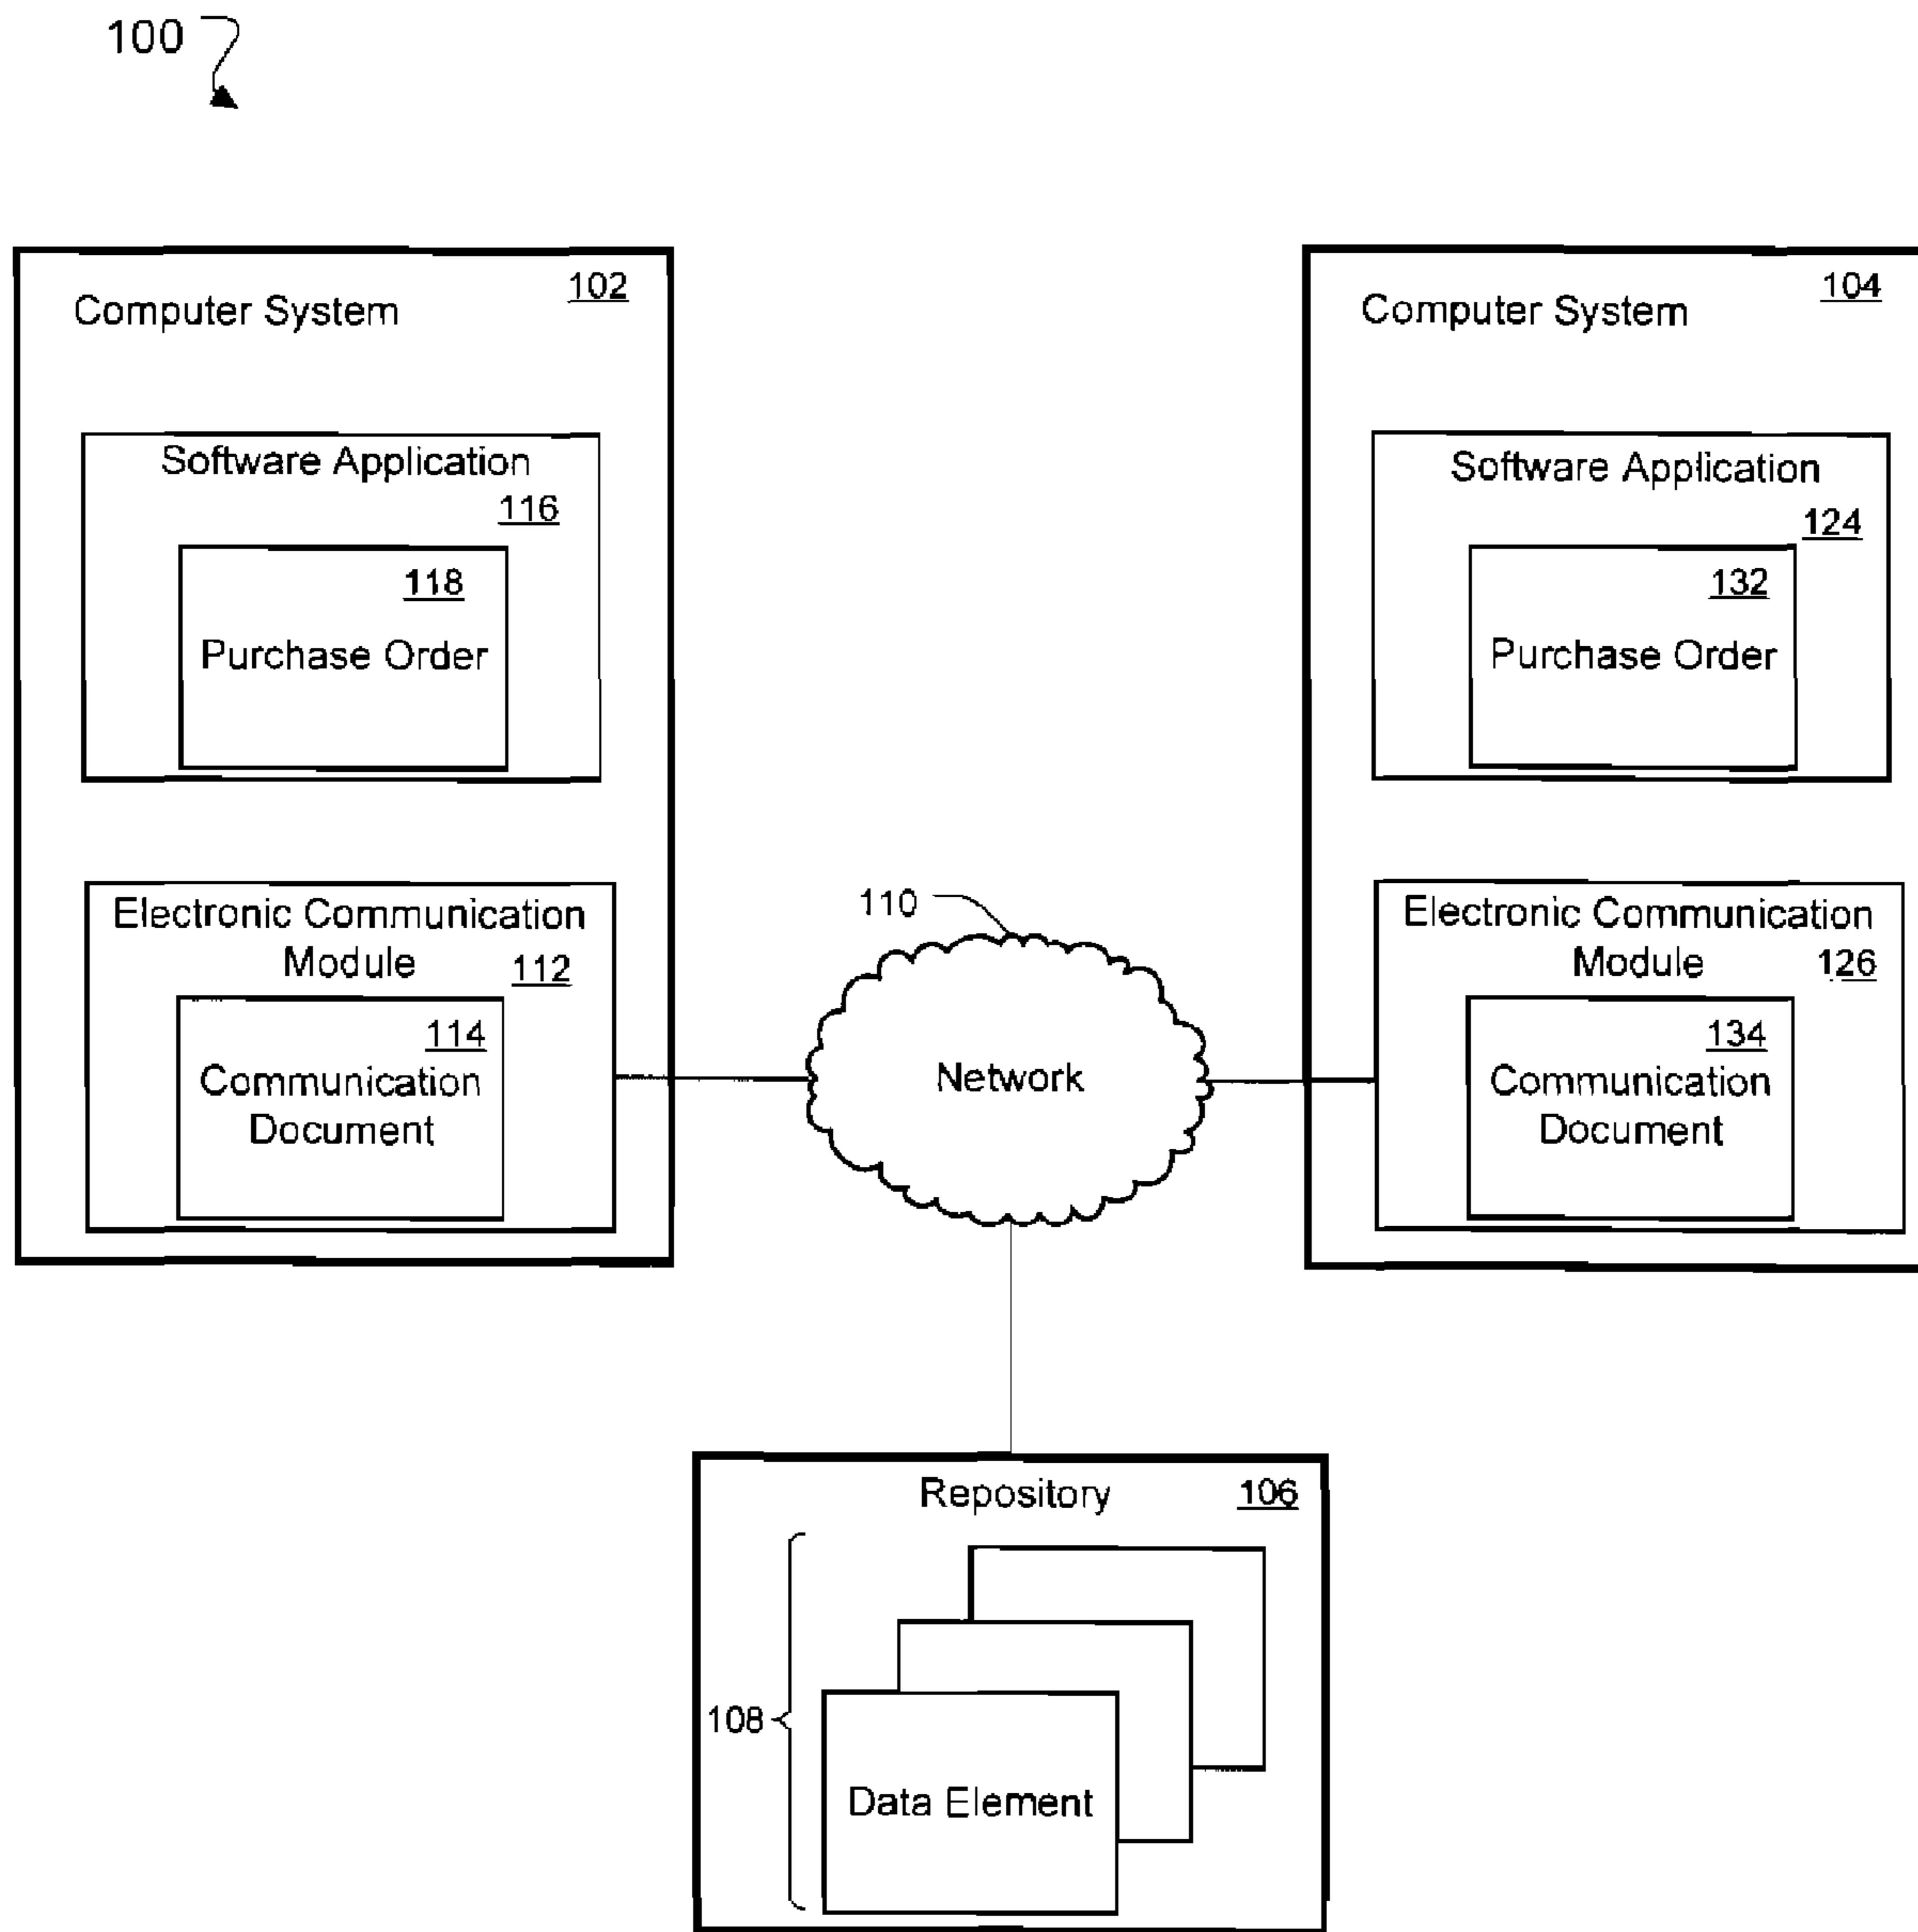 100
102
Computer System
Software Application
116
118
Purchase Order
Electronic Communication
Module 112
114
Communication
Document
110
Network
104
Computer System
Software Application
124
132
Purchase Order
Electronic Communication
Module 126
134
Communication
Document
Repository 106
108
Data Element